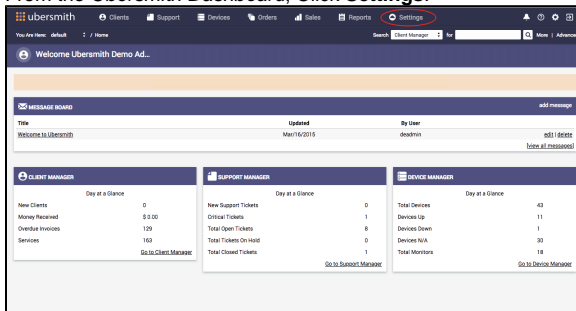 From the Ubersmith Dashboard, Click Settings.
ubersmith Clients Support Devices Orders Sales Reports Settings
You Are Here: default / Home Search Client Manager for More | Advanced
Welcome Ubersmith Demo Ad...
MESSAGE BOARD add message
Title Updated By User
Welcome to Ubersmith Mar/16/2015 deadmin edit | delete
[view all messages]
CLIENT MANAGER
Day at a Glance
New Clients 0
Money Received $ 0.00
Overdue Invoices 129
Services 163
Go to Client Manager
SUPPORT MANAGER
Day at a Glance
New Support Tickets 0
Critical Tickets 1
Total Open Tickets 8
Total Tickets On Hold 0
Total Closed Tickets 1
Go to Support Manager
DEVICE MANAGER
Day at a Glance
Total Devices 43
Devices Up 11
Devices Down 1
Devices N/A 30
Total Monitors 18
Go to Device Manager